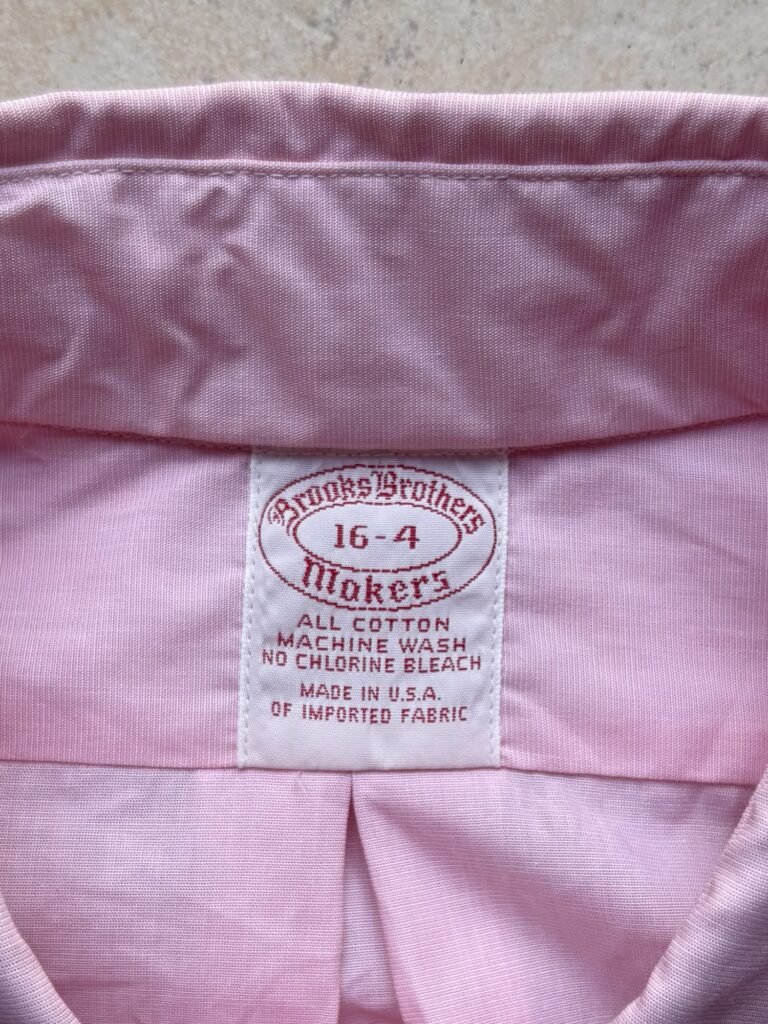 Brooks Brothers
16-4
Makers
ALL COTTON
MACHINE WASH
NO CHLORINE BLEACH
MADE IN U.S.A.
OF IMPORTED FABRIC